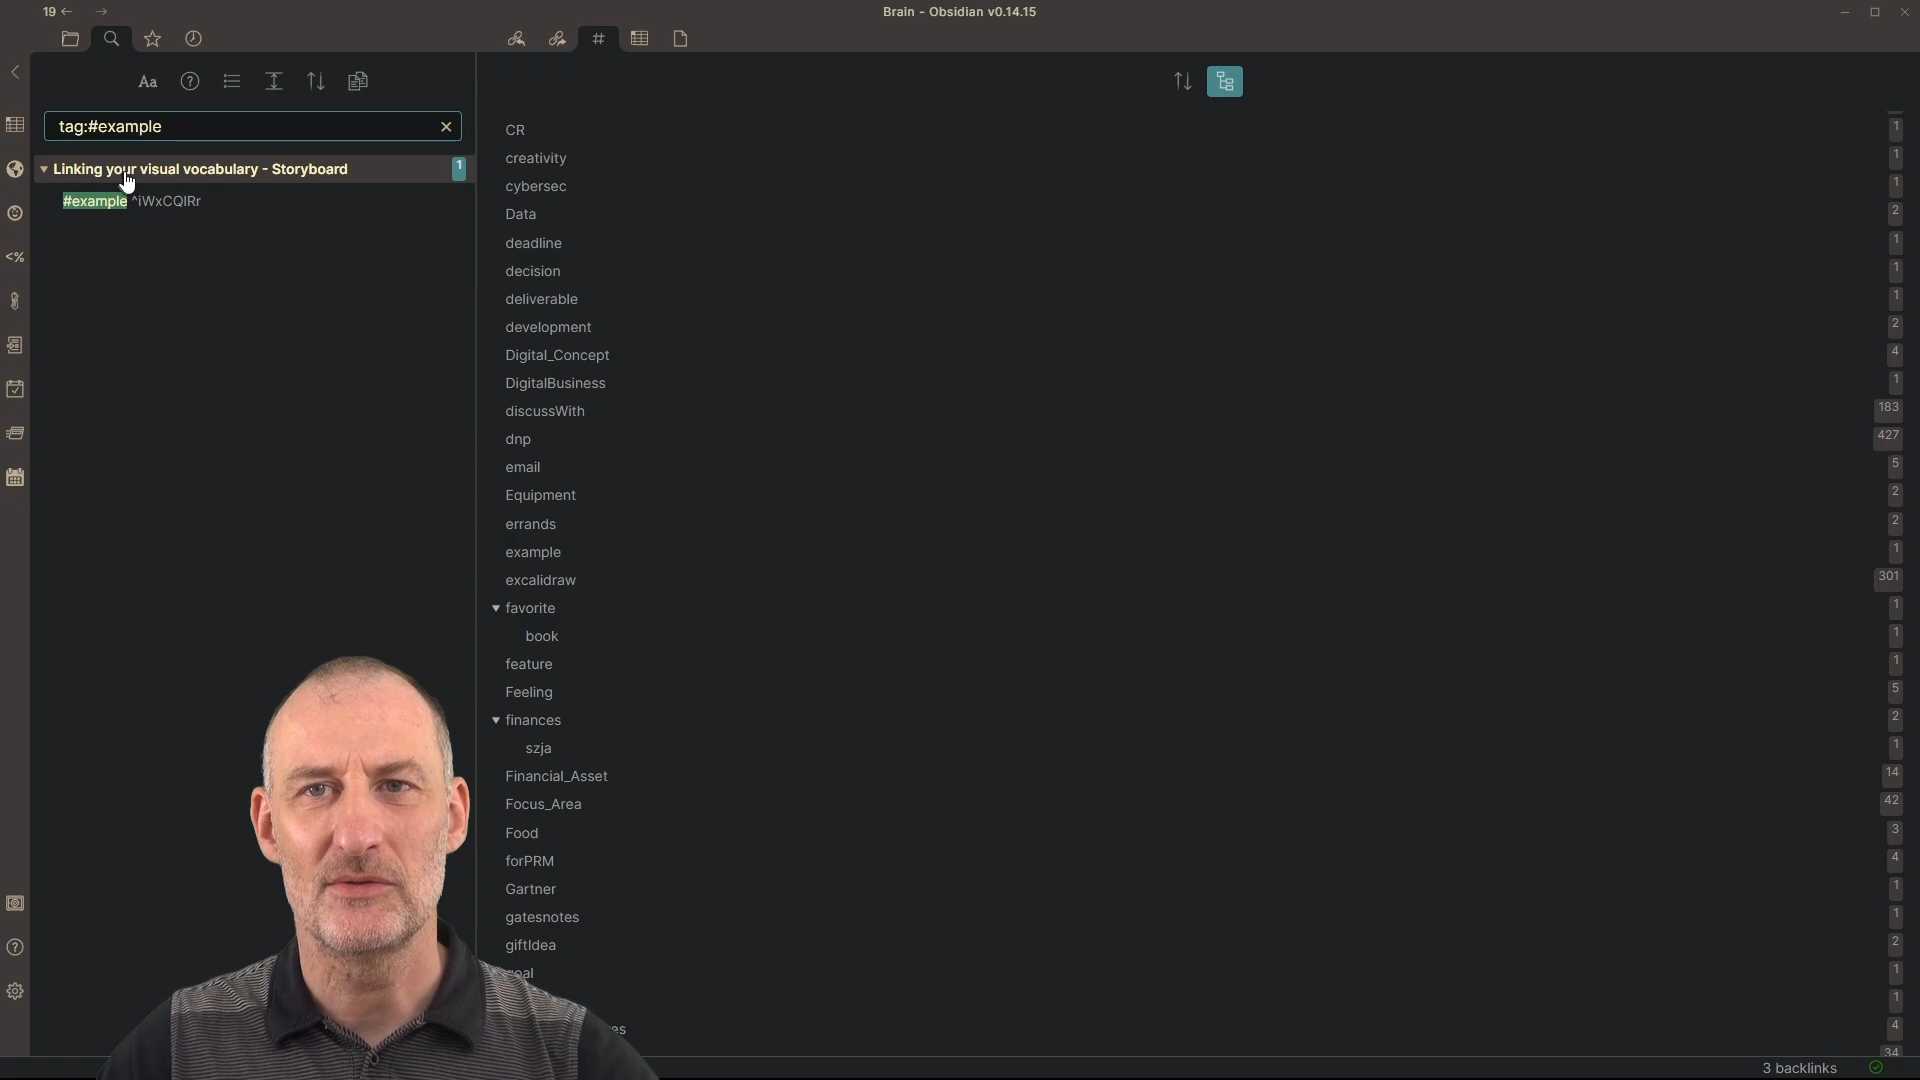 19
Brain - Obsidian v0.14.15
Aa
<%
tag:#example
Linking your visual vocabulary - Storyboard
1
#example ^iWxCQIRr
CR
1
creativity
1
cybersec
1
Data
2
deadline
1
decision
1
deliverable
1
development
2
Digital_Concept
4
DigitalBusiness
1
discussWith
183
dnp
427
email
5
Equipment
2
errands
2
example
1
excalidraw
301
favorite
1
book
1
feature
1
Feeling
5
finances
2
szja
1
Financial_Asset
14
Focus_Area
42
Food
3
forPRM
4
Gartner
1
gatesnotes
1
giftIdea
2
1
1
4
34
3 backlinks